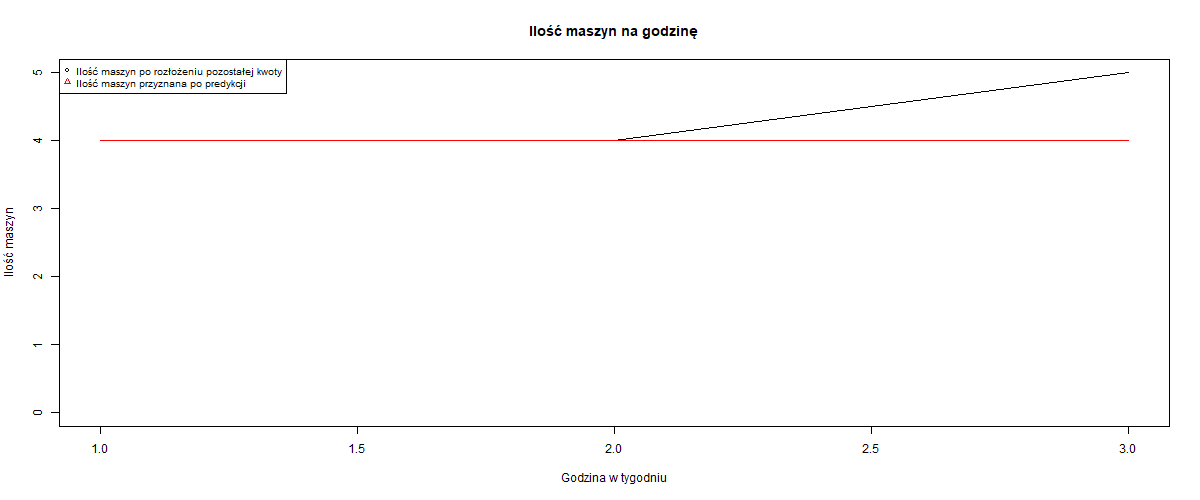 Ilość maszyn na godzinę
Ilość maszyn po rozłożeniu pozostałej kwoty
Ilość maszyn przyznana po predykcji
Ilość maszyn
5
4
3
2
1
0
1.0 1.5 2.0 2.5 3.0
Godzina w tygodniu